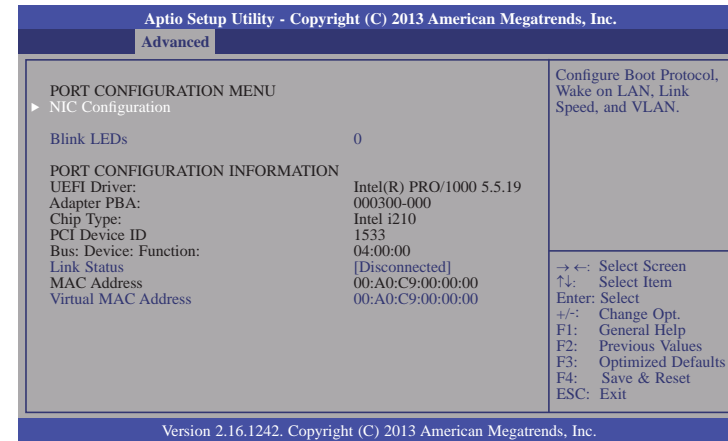 Aptio Setup Utility - Copyright (C) 2013 American Megatrends, Inc.
Advanced
PORT CONFIGURATION MENU
▶ NIC Configuration
Blink LEDs 0
PORT CONFIGURATION INFORMATION
UEFI Driver: Intel(R) PRO/1000 5.5.19
Adapter PBA: 000300-000
Chip Type: Intel i210
PCI Device ID 1533
Bus: Device: Function: 04:00:00
Link Status [Disconnected]
MAC Address 00:A0:C9:00:00:00
Virtual MAC Address 00:A0:C9:00:00:00
Configure Boot Protocol,
Wake on LAN, Link
Speed, and VLAN.
→ ←: Select Screen
↑↓: Select Item
Enter: Select
+/-: Change Opt.
F1: General Help
F2: Previous Values
F3: Optimized Defaults
F4: Save & Reset
ESC: Exit
Version 2.16.1242. Copyright (C) 2013 American Megatrends, Inc.